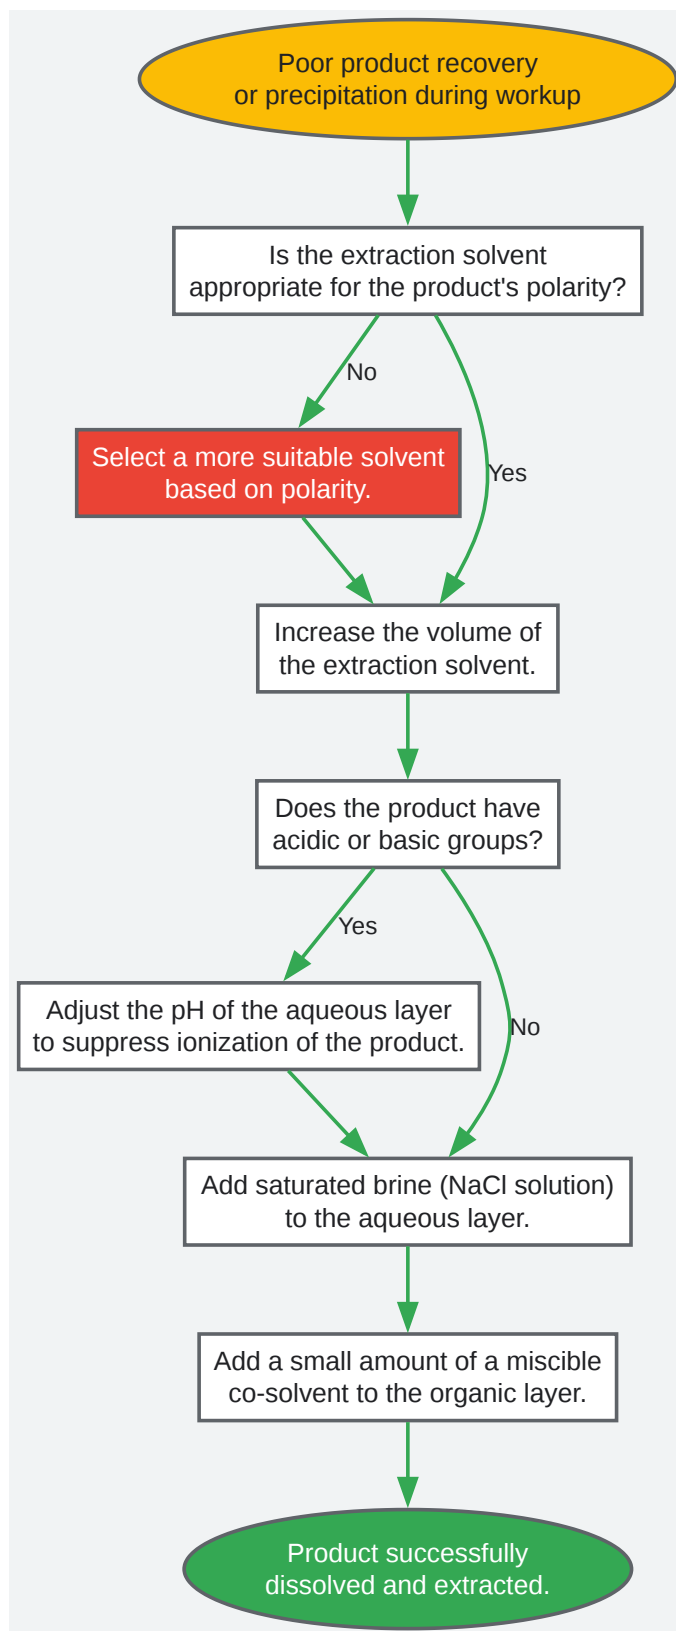 Poor product recovery
or precipitation during workup
Is the extraction solvent
appropriate for the product's polarity?
No
Select a more suitable solvent
based on polarity.
Yes
Increase the volume of
the extraction solvent.
Does the product have
acidic or basic groups?
Yes
Adjust the pH of the aqueous layer
to suppress ionization of the product.
No
Add saturated brine (NaCl solution)
to the aqueous layer.
Add a small amount of a miscible
co-solvent to the organic layer.
Product successfully
dissolved and extracted.